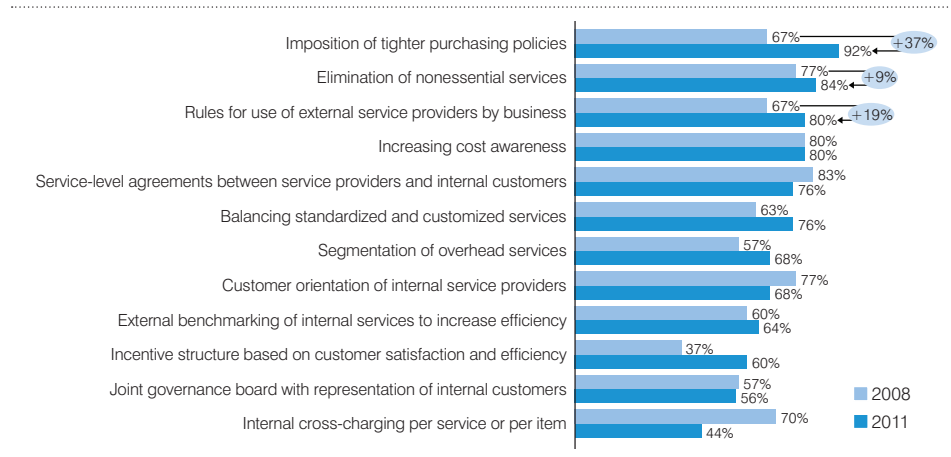 Imposition of tighter purchasing policies
67%
92%
+37%
Elimination of nonessential services
77%
84%
+9%
Rules for use of external service providers by business
67%
80%
+19%
Increasing cost awareness
80%
80%
Service-level agreements between service providers and internal customers
83%
76%
Balancing standardized and customized services
63%
76%
Segmentation of overhead services
57%
68%
Customer orientation of internal service providers
77%
68%
External benchmarking of internal services to increase efficiency
60%
64%
Incentive structure based on customer satisfaction and efficiency
37%
60%
Joint governance board with representation of internal customers
57%
56%
Internal cross-charging per service or per item
70%
44%
2008
2011